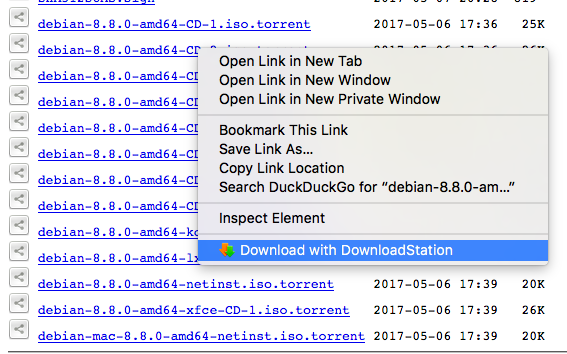 debian-8.8.0-amd64-CD-1.iso.torrent 2017-05-06 17:36 25K
debian-8.8.0-amd64-CD
debian-8.8.0-amd64-CD
debian-8.8.0-amd64-CD
debian-8.8.0-amd64-CD
debian-8.8.0-amd64-CD
debian-8.8.0-amd64-CD
debian-8.8.0-amd64-CD
debian-8.8.0-amd64-kd
debian-8.8.0-amd64-lx
debian-8.8.0-amd64-netinst.iso.torrent 2017-05-06 17:39 20K
debian-8.8.0-amd64-xfce-CD-1.iso.torrent 2017-05-06 17:39 26K
debian-mac-8.8.0-amd64-netinst.iso.torrent 2017-05-06 17:39 20K
Open Link in New Tab
Open Link in New Window
Open Link in New Private Window
Bookmark This Link
Save Link As...
Copy Link Location
Search DuckDuckGo for “debian-8.8.0-am...”
Inspect Element
Download with DownloadStation